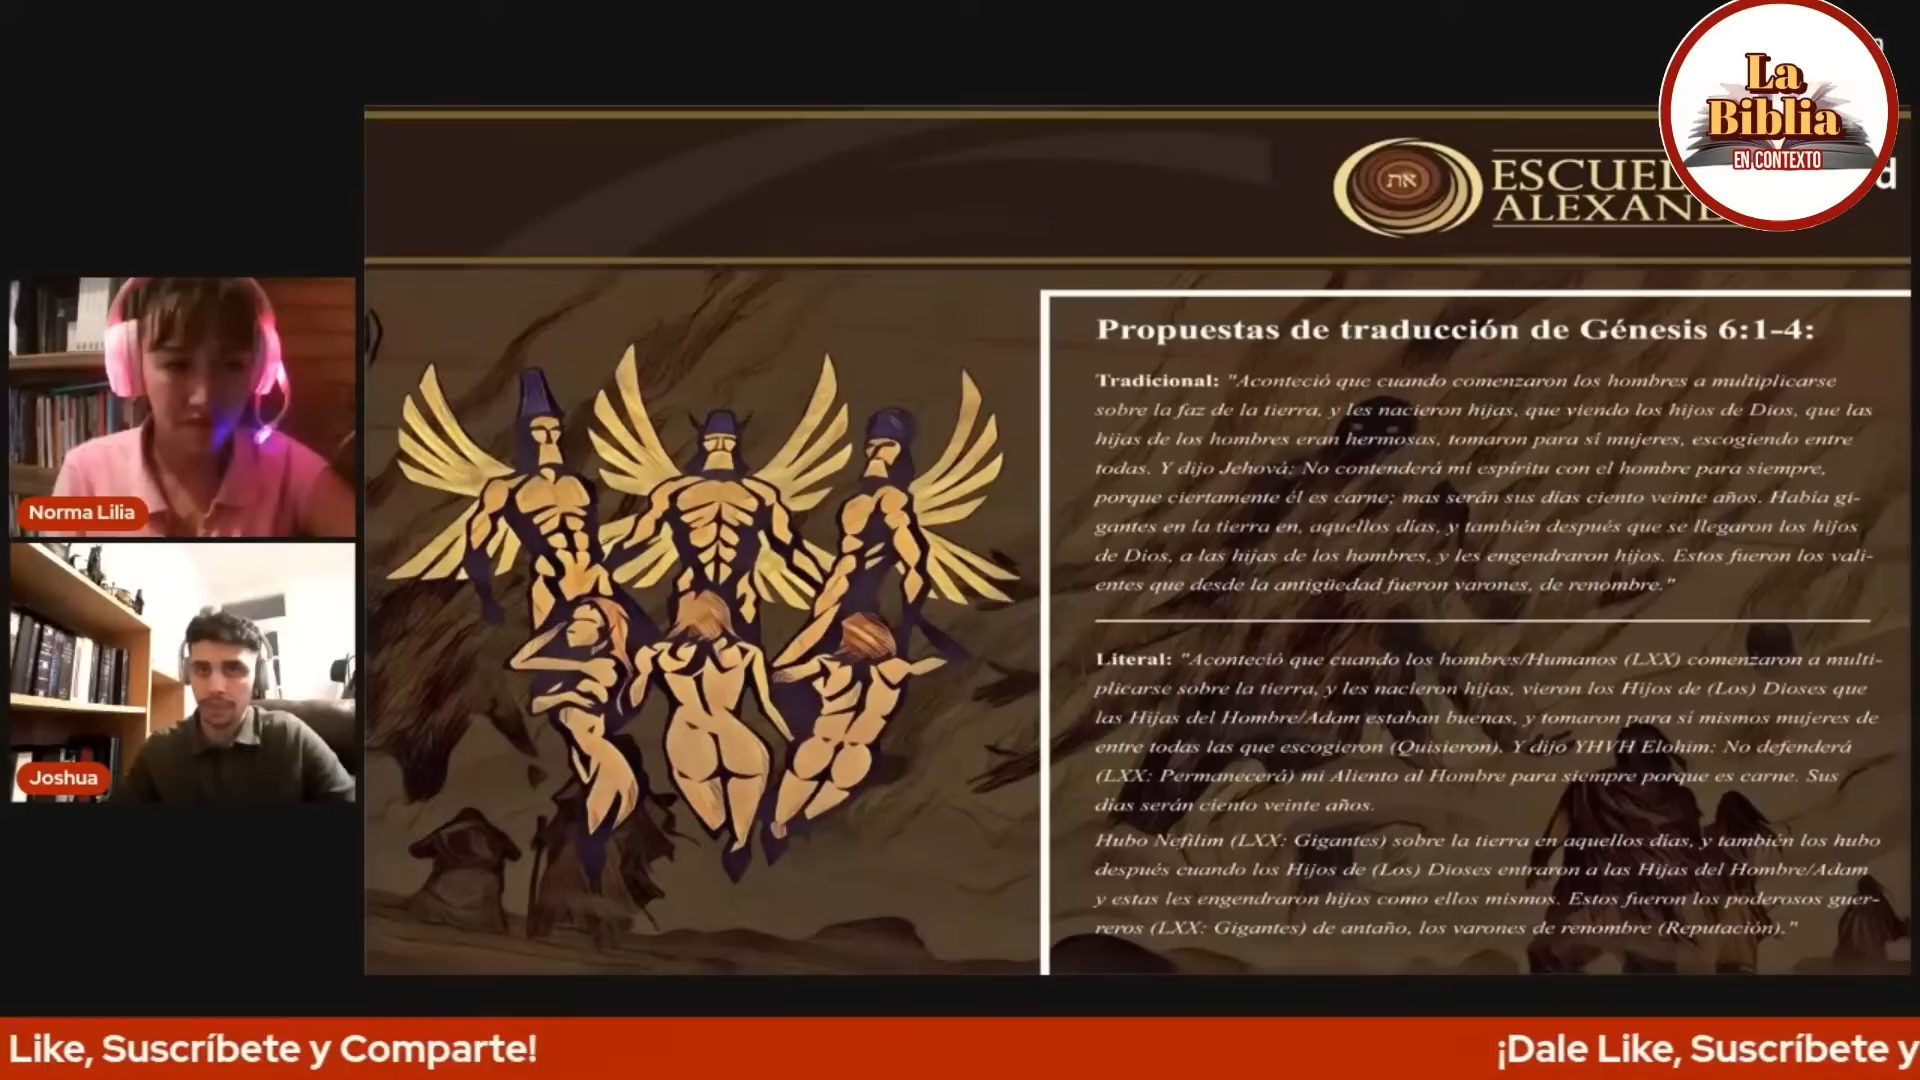 La
Biblia
EN CONTEXTO
את
ESCUEL
ALEXAN
d
Propuestas de traducción de Génesis 6:1-4:
Tradicional: "Aconteció que cuando comenzaron los hombres a multiplicarse
sobre la faz de la tierra, y les nacieron hijas, que viendo los hijos de Dios, que las
hijas de los hombres eran hermosas, tomaron para sí mujeres, escogiendo entre
todas. Y dijo Jehová: No contenderá mi espíritu con el hombre para siempre,
porque ciertamente él es carne; mas serán sus días ciento veinte años. Había gi-
gantes en la tierra en, aquellos días, y también después que se llegaron los hijos
de Dios, a las hijas de los hombres, y les engendraron hijos. Estos fueron los vali-
entes que desde la antigüedad fueron varones, de renombre."
Literal: "Aconteció que cuando los hombres/Humanos (LXX) comenzaron a multi-
plicarse sobre la tierra, y les nacieron hijas, vieron los Hijos de (Los) Dioses que
las Hijas del Hombre/Adam estaban buenas, y tomaron para sí mismos mujeres de
entre todas las que escogieron (Quisieron). Y dijo YHVH Elohim: No defenderá
(LXX: Permanecerá) mi Aliento al Hombre para siempre porque es carne. Sus
días serán ciento veinte años.
Hubo Nefilim (LXX: Gigantes) sobre la tierra en aquellos días, y también los hubo
después cuando los Hijos de (Los) Dioses entraron a las Hijas del Hombre/Adam
y estas les engendraron hijos como ellos mismos. Estos fueron los poderosos guer-
reros (LXX: Gigantes) de antaño, los varones de renombre (Reputación)."
Norma Lilia
Joshua
Like, Suscríbete y Comparte!
¡Dale Like, Suscríbete y